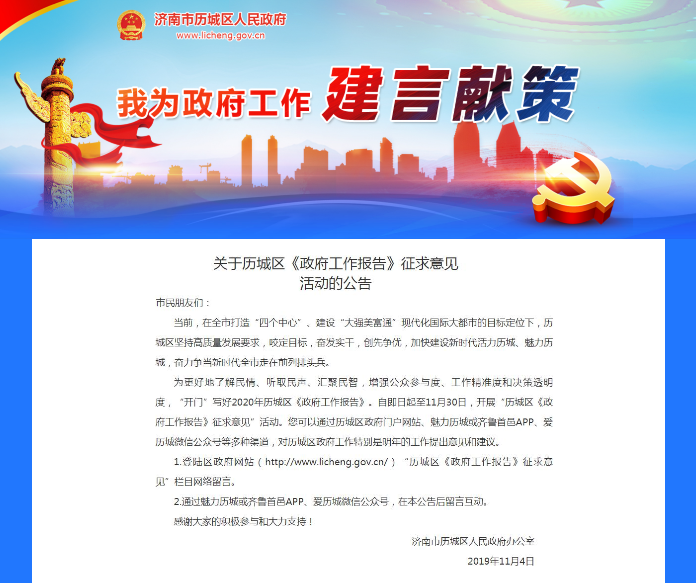 济南市历城区人民政府
www.licheng.gov.cn
我为政府工作 建言献策
关于历城区《政府工作报告》征求意见
活动的公告
市民朋友们：
当前，在全市打造“四个中心”、建设“大强美富通”现代化国际大都市的目标定位下，历
城区坚持高质量发展要求，咬定目标，奋发实干，创先争优，加快建设新时代活力历城、魅力历
城，奋力争当新时代全市走在前列排头兵。
为更好地了解民情、听取民声、汇聚民智，增强公众参与度、工作精准度和决策透明
度，“开门”写好2020年历城区《政府工作报告》。自即日起至11月30日，开展“历城区《政
府工作报告》征求意见”活动。您可以通过历城区政府门户网站、魅力历城或齐鲁首邑APP、爱
历城微信公众号等多种渠道，对历城区政府工作特别是明年的工作提出意见和建议。
1.登陆区政府网站（http://www.licheng.gov.cn/）“历城区《政府工作报告》征求意
见”栏目网络留言。
2.通过魅力历城或齐鲁首邑APP、爱历城微信公众号，在本公告后留言互动。
感谢大家的积极参与和大力支持！
济南市历城区人民政府办公室
2019年11月4日